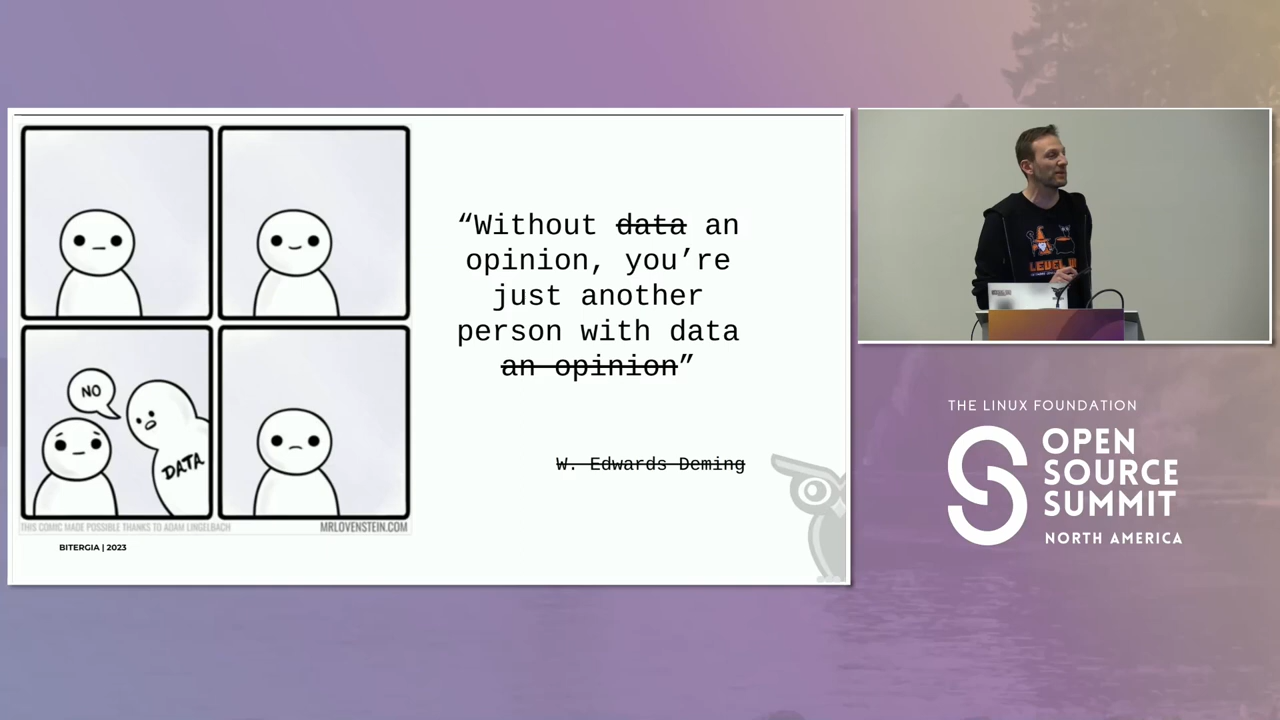 NO
DATA
THIS COMIC MADE POSSIBLE THANKS TO ADAM LINGELBACH
MRLOVENSTEIN.COM
BITERGIA | 2023
“Without data an
opinion, you’re
just another
person with data
an opinion”
W. Edwards Deming
THE LINUX FOUNDATION
OPEN
SOURCE
SUMMIT
NORTH AMERICA